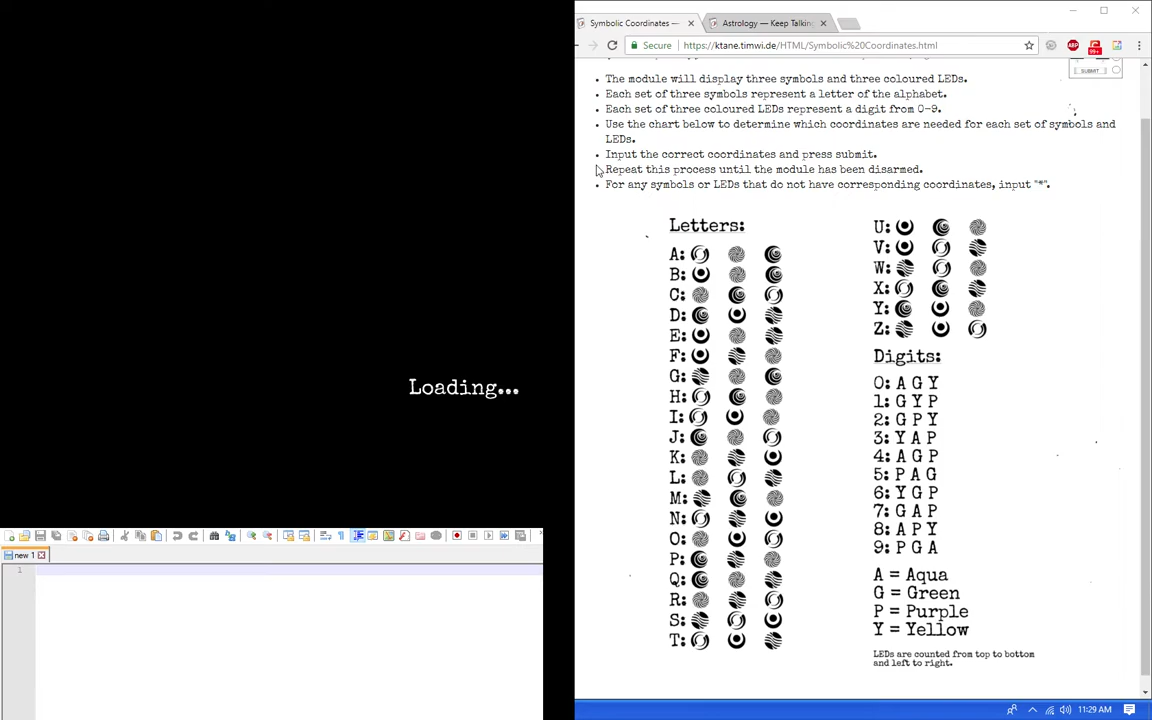 Symbolic Coordinates —
Astrology — Keep Talking
Secure
https://ktane.timwi.de/HTML/Symbolic%20Coordinates.html
ABP
99+
SUBMIT
The module will display three symbols and three coloured LEDs.
Each set of three symbols represent a letter of the alphabet.
Each set of three coloured LEDs represent a digit from 0-9.
Use the chart below to determine which coordinates are needed for each set of symbols and
LEDs.
Input the correct coordinates and press submit.
Repeat this process until the module has been disarmed.
For any symbols or LEDs that do not have corresponding coordinates, input "*".
Letters:
A:
B:
C:
D:
E:
F:
G:
H:
I:
J:
K:
L:
M:
N:
O:
P:
Q:
R:
S:
T:
U:
V:
W:
X:
Y:
Z:
Digits:
0: A G Y
1: G Y P
2: G P Y
3: Y A P
4: A G P
5: P A G
6: Y G P
7: G A P
8: A P Y
9: P G A
A = Aqua
G = Green
P = Purple
Y = Yellow
LEDs are counted from top to bottom
and left to right.
Loading...
new 1
1
11:29 AM